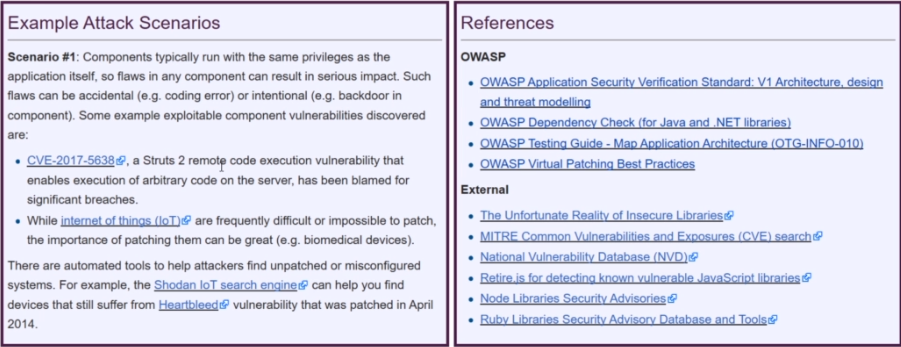 Example Attack Scenarios
Scenario #1: Components typically run with the same privileges as the
application itself, so flaws in any component can result in serious impact. Such
flaws can be accidental (e.g. coding error) or intentional (e.g. backdoor in
component). Some example exploitable component vulnerabilities discovered
are:
CVE-2017-5638, a Struts 2 remote code execution vulnerability that
enables execution of arbitrary code on the server, has been blamed for
significant breaches.
While internet of things (IoT) are frequently difficult or impossible to patch,
the importance of patching them can be great (e.g. biomedical devices).
There are automated tools to help attackers find unpatched or misconfigured
systems. For example, the Shodan IoT search engine can help you find
devices that still suffer from Heartbleed vulnerability that was patched in April
2014.
References
OWASP
OWASP Application Security Verification Standard: V1 Architecture, design
and threat modelling
OWASP Dependency Check (for Java and .NET libraries)
OWASP Testing Guide - Map Application Architecture (OTG-INFO-010)
OWASP Virtual Patching Best Practices
External
The Unfortunate Reality of Insecure Libraries
MITRE Common Vulnerabilities and Exposures (CVE) search
National Vulnerability Database (NVD)
Retire.js for detecting known vulnerable JavaScript libraries
Node Libraries Security Advisories
Ruby Libraries Security Advisory Database and Tools